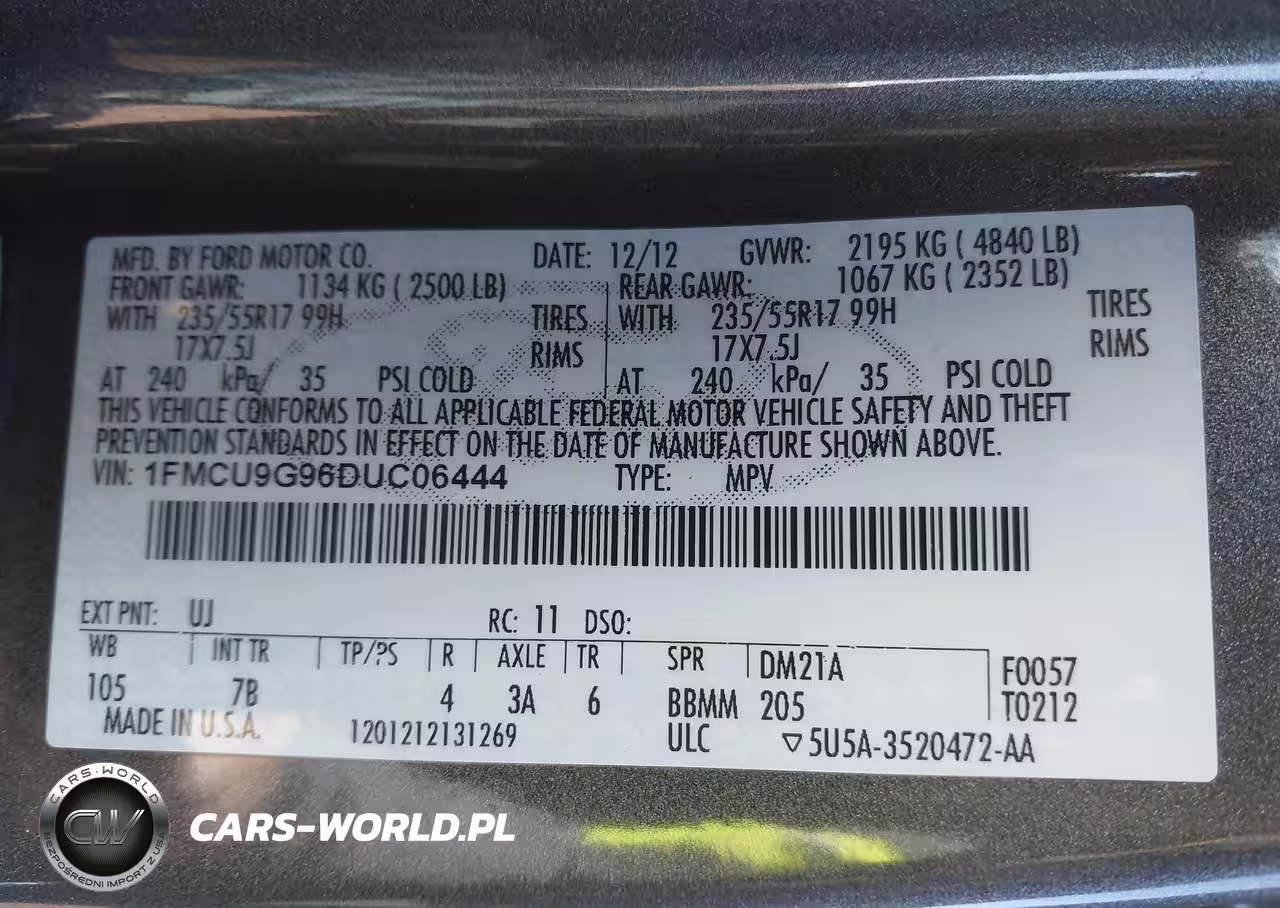 MFD. BY FORD MOTOR CO. DATE: 12/12 GVWR: 2195 KG ( 4840 LB)
FRONT GAWR: 1134 KG ( 2500 LB) REAR GAWR: 1067 KG ( 2352 LB)
WITH 235/55R17 99H TIRES WITH 235/55R17 99H TIRES
17X7.5J RIMS 17X7.5J RIMS
AT 240 kPa/ 35 PSI COLD AT 240 kPa/ 35 PSI COLD
THIS VEHICLE CONFORMS TO ALL APPLICABLE FEDERAL MOTOR VEHICLE SAFETY AND THEFT
PREVENTION STANDARDS IN EFFECT ON THE DATE OF MANUFACTURE SHOWN ABOVE.
VIN: 1FMCU9G96DUC06444 TYPE: MPV
EXT PNT: UJ RC: 11 DSO:
WB INT TR TP/PS R AXLE TR SPR DM21A F0057
105 7B 4 3A 6 BBMM 205 T0212
MADE IN U.S.A. 1201212131269 ULC ▽5U5A-3520472-AA
CARS-WORLD
CW
BEZPOŚREDNI IMPORT Z USA
CARS-WORLD.PL